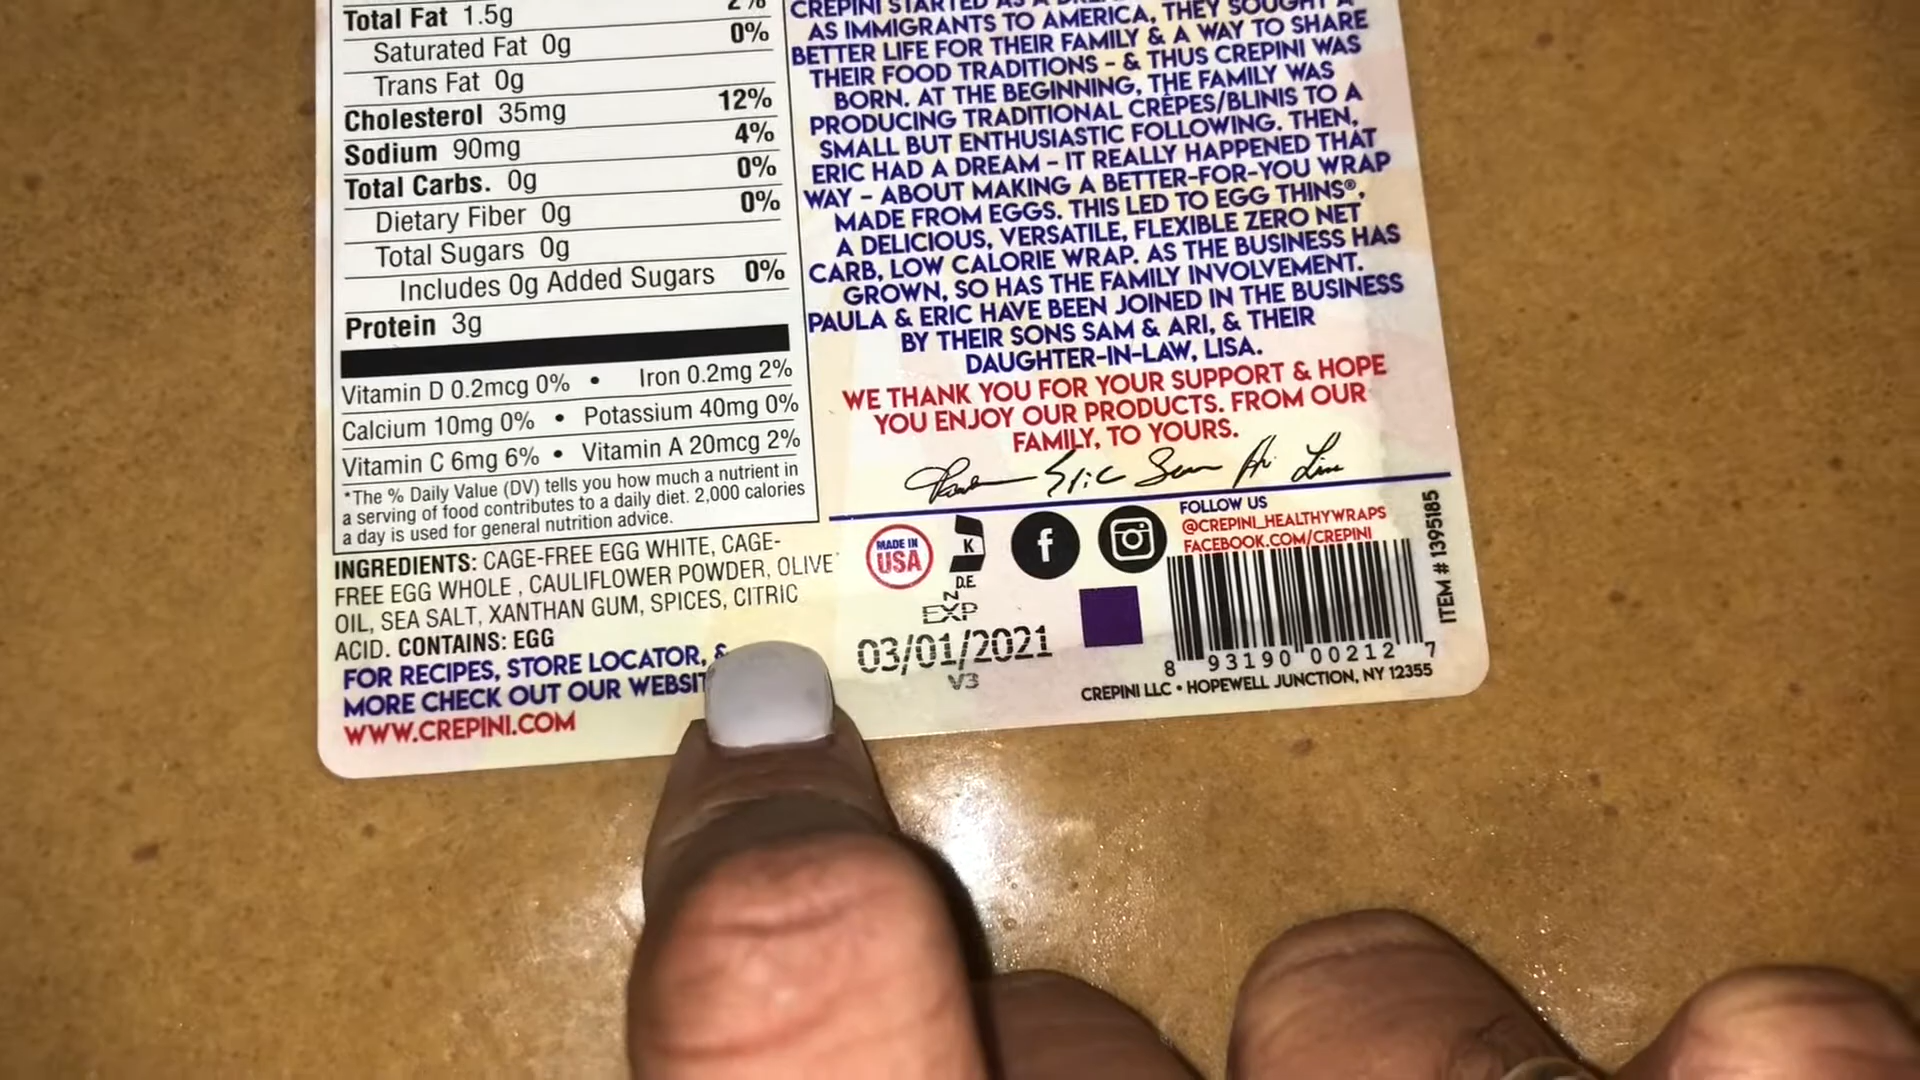 Total Fat 1.5g 2%
Saturated Fat 0g 0%
Trans Fat 0g
Cholesterol 35mg 12%
Sodium 90mg 4%
Total Carbs. 0g 0%
Dietary Fiber 0g 0%
Total Sugars 0g
Includes 0g Added Sugars 0%
Protein 3g
Vitamin D 0.2mcg 0% • Iron 0.2mg 2%
Calcium 10mg 0% • Potassium 40mg 0%
Vitamin C 6mg 6% • Vitamin A 20mcg 2%
*The % Daily Value (DV) tells you how much a nutrient in
a serving of food contributes to a daily diet. 2,000 calories
a day is used for general nutrition advice.
INGREDIENTS: CAGE-FREE EGG WHITE, CAGE-
FREE EGG WHOLE , CAULIFLOWER POWDER, OLIVE
OIL, SEA SALT, XANTHAN GUM, SPICES, CITRIC
ACID. CONTAINS: EGG
FOR RECIPES, STORE LOCATOR, &
MORE CHECK OUT OUR
WWW.CREPINI.COM
CREPINI STARTED AS A
AS IMMIGRANTS TO AMERICA, THEY SOUGHT A
BETTER LIFE FOR THEIR FAMILY & A WAY TO SHARE
THEIR FOOD TRADITIONS - & THUS CREPINI WAS
BORN. AT THE BEGINNING, THE FAMILY WAS
PRODUCING TRADITIONAL CRÊPES/BLINIS TO A
SMALL BUT ENTHUSIASTIC FOLLOWING. THEN,
ERIC HAD A DREAM – IT REALLY HAPPENED THAT
WAY – ABOUT MAKING A BETTER-FOR-YOU WRAP
MADE FROM EGGS. THIS LED TO EGG THINS®,
A DELICIOUS, VERSATILE, FLEXIBLE ZERO NET
CARB, LOW CALORIE WRAP. AS THE BUSINESS HAS
GROWN, SO HAS THE FAMILY INVOLVEMENT.
PAULA & ERIC HAVE BEEN JOINED IN THE BUSINESS
BY THEIR SONS SAM & ARI, & THEIR
DAUGHTER-IN-LAW, LISA.
WE THANK YOU FOR YOUR SUPPORT & HOPE
YOU ENJOY OUR PRODUCTS. FROM OUR
FAMILY, TO YOURS.
Eric Sam Ari
MADE IN
USA
K
D.E.
EXP
03/01/2021
V3
f
FOLLOW US
@CREPINI_HEALTHYWRAPS
FACEBOOK.COM/CREPINI
8 93190 00212 7
ITEM # 1395185
CREPINI LLC • HOPEWELL JUNCTION, NY 12355